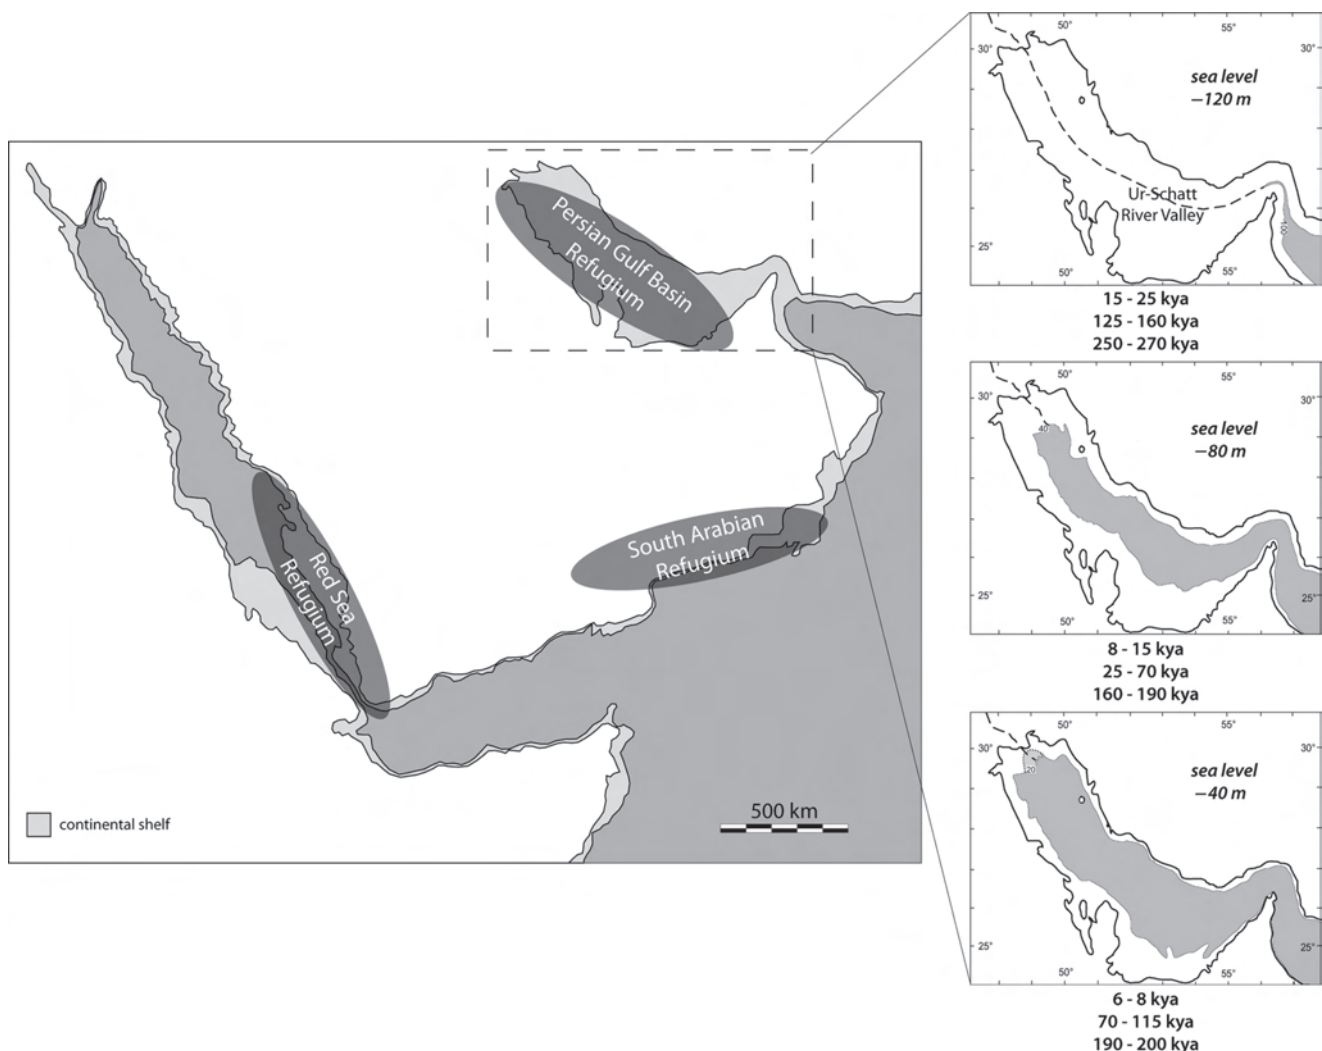 Persian Gulf Basin
Refugium
South Arabian
Refugium
Red Sea
Refugium
continental shelf
500 km
50°
55°
30°
30°
sea level
−120 m
Ur-Schatt
River Valley
100
25°
50°
55°
15 - 25 kya
125 - 160 kya
250 - 270 kya
50°
55°
30°
30°
sea level
−80 m
40
25°
25°
50°
55°
8 - 15 kya
25 - 70 kya
160 - 190 kya
50°
55°
30°
30°
sea level
−40 m
20
25°
25°
50°
55°
6 - 8 kya
70 - 115 kya
190 - 200 kya